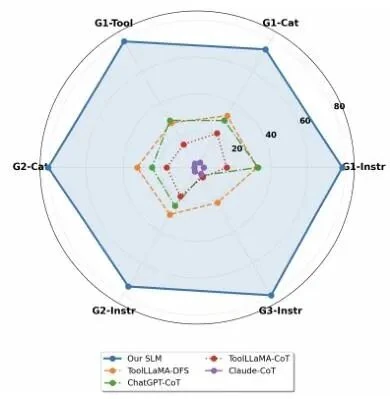 G1-Tool
G1-Cat
80
60
40
20
G2-Cat
G1-Instr
G2-Instr
G3-Instr
Our SLM
ToolLLaMA-DFS
ChatGPT-CoT
ToolLLaMA-CoT
Claude-CoT